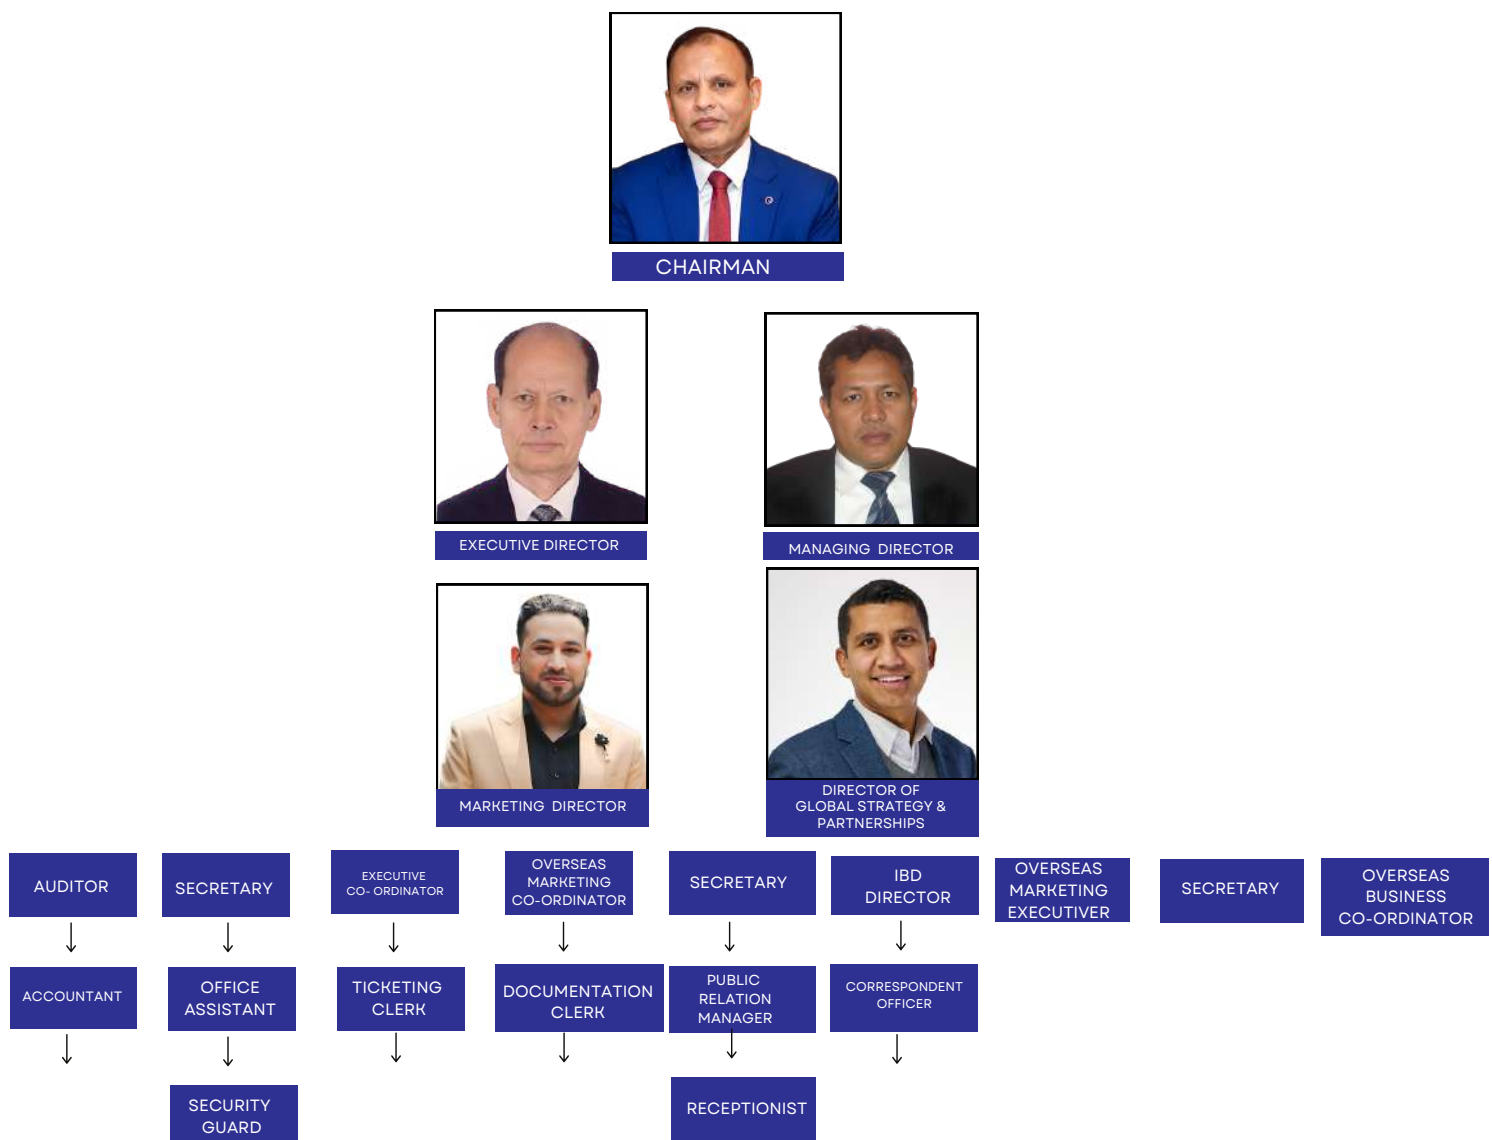 CHAIRMAN
EXECUTIVE DIRECTOR
MANAGING DIRECTOR
MARKETING DIRECTOR
DIRECTOR OF
GLOBAL STRATEGY &
PARTNERSHIPS
AUDITOR
SECRETARY
EXECUTIVE
CO- ORDINATOR
OVERSEAS
MARKETING
CO-ORDINATOR
SECRETARY
IBD
DIRECTOR
OVERSEAS
MARKETING
EXECUTIVER
SECRETARY
OVERSEAS
BUSINESS
CO-ORDINATOR
ACCOUNTANT
OFFICE
ASSISTANT
TICKETING
CLERK
DOCUMENTATION
CLERK
PUBLIC
RELATION
MANAGER
CORRESPONDENT
OFFICER
SECURITY
GUARD
RECEPTIONIST